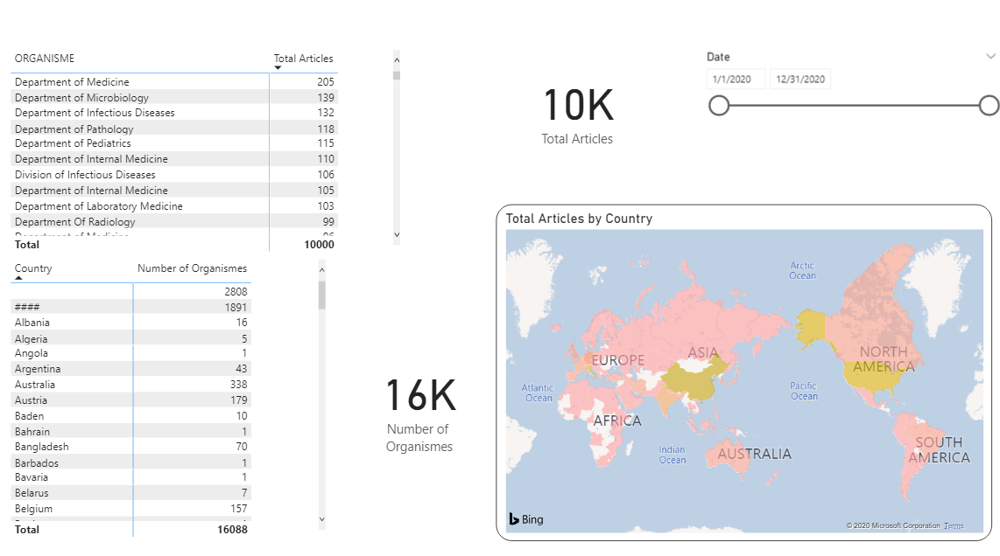 ORGANISME Total Articles
Department of Medicine 205
Department of Microbiology 139
Department of Infectious Diseases 132
Department of Pathology 118
Department of Pediatrics 115
Department of Internal Medicine 110
Division of Infectious Diseases 106
Department of Internal Medicine 105
Department of Laboratory Medicine 103
Department Of Radiology 99
Total 10000
Country Number of Organismes
2808
#### 1891
Albania 16
Algeria 5
Angola 1
Argentina 43
Australia 338
Austria 179
Baden 10
Bahrain 1
Bangladesh 70
Barbados 1
Bavaria 1
Belarus 7
Belgium 157
Total 16088
10K
Total Articles
16K
Number of
Organismes
Date
1/1/2020 12/31/2020
Total Articles by Country
Arctic
Ocean
EUROPE
ASIA
NORTH
AMERICA
Atlantic
Ocean
Pacific
Ocean
AFRICA
Indian
Ocean
AUSTRALIA
SOUTH
AMERICA
Bing
© 2020 Microsoft Corporation Terms